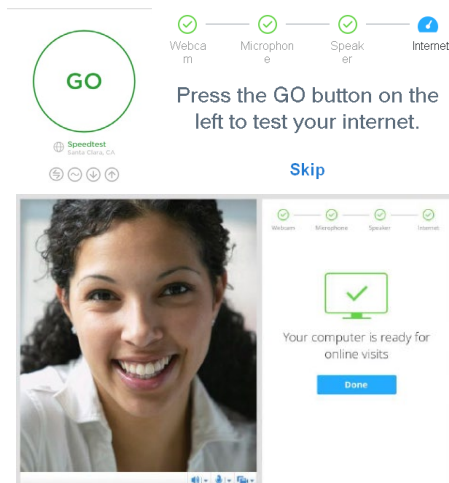 GO
Speedtest
Santa Clara, CA
Webca
m
Microphon
e
Speak
er
Internet
Press the GO button on the
left to test your internet.
Skip
Webcam
Microphone
Speaker
Internet
Your computer is ready for
online visits
Done